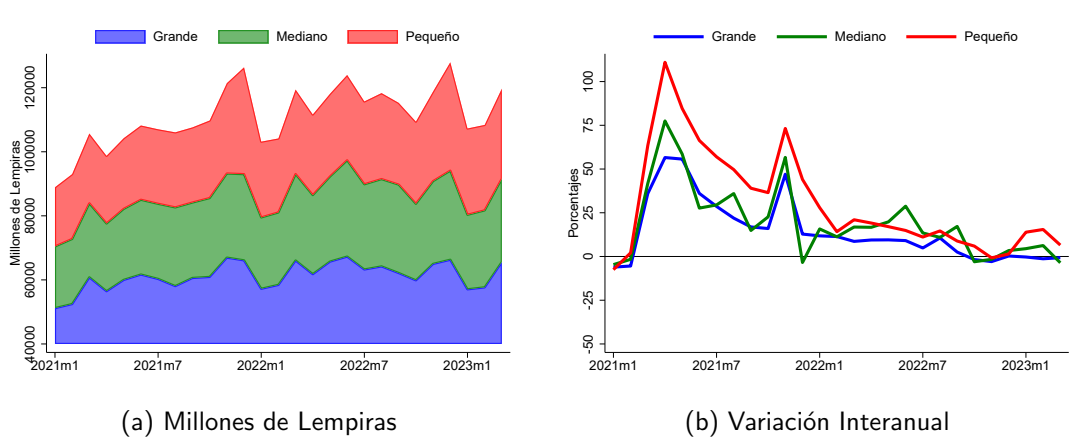 Grande Mediano Pequeño
Millones de Lempiras
120000
100000
80000
60000
40000
2021m1 2021m7 2022m1 2022m7 2023m1
(a) Millones de Lempiras
Grande Mediano Pequeño
Porcentajes
100
75
50
25
0
-25
-50
2021m1 2021m7 2022m1 2022m7 2023m1
(b) Variación Interanual